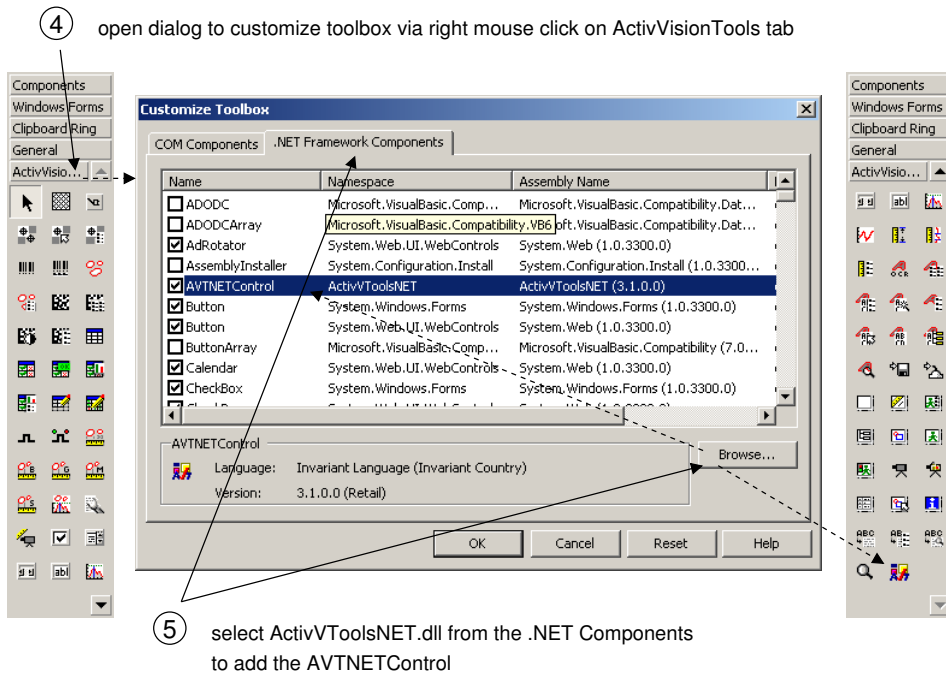 4 open dialog to customize toolbox via right mouse click on ActivVisionTools tab
Components
Windows Forms
Clipboard Ring
General
ActivVisio...
Customize Toolbox
COM Components .NET Framework Components
Name Namespace Assembly Name
ADODC Microsoft.VisualBasic.Comp... Microsoft.VisualBasic.Compatibility.Dat...
ADODCArray Microsoft.VisualBasic.Compatibility.VB6 oft.VisualBasic.Compatibility.Dat...
AdRotator System.Web.UI.WebControls System.Web (1.0.3300.0)
AssemblyInstaller System.Configuration.Install System.Configuration.Install (1.0.3300...
AVTNETControl ActivVToolsNET ActivVToolsNET (3.1.0.0)
Button System.Windows.Forms System.Windows.Forms (1.0.3300.0)
Button System.Web.UI.WebControls System.Web (1.0.3300.0)
ButtonArray Microsoft.VisualBasic.Comp... Microsoft.VisualBasic.Compatibility (7.0...
Calendar System.Web.UI.WebControls System.Web (1.0.3300.0)
CheckBox System.Windows.Forms System.Windows.Forms (1.0.3300.0)
AVTNETControl
Language: Invariant Language (Invariant Country)
Version: 3.1.0.0 (Retail)
Browse...
OK Cancel Reset Help
Components
Windows Forms
Clipboard Ring
General
ActivVisio...
5 select ActivVToolsNET.dll from the .NET Components
to add the AVTNETControl